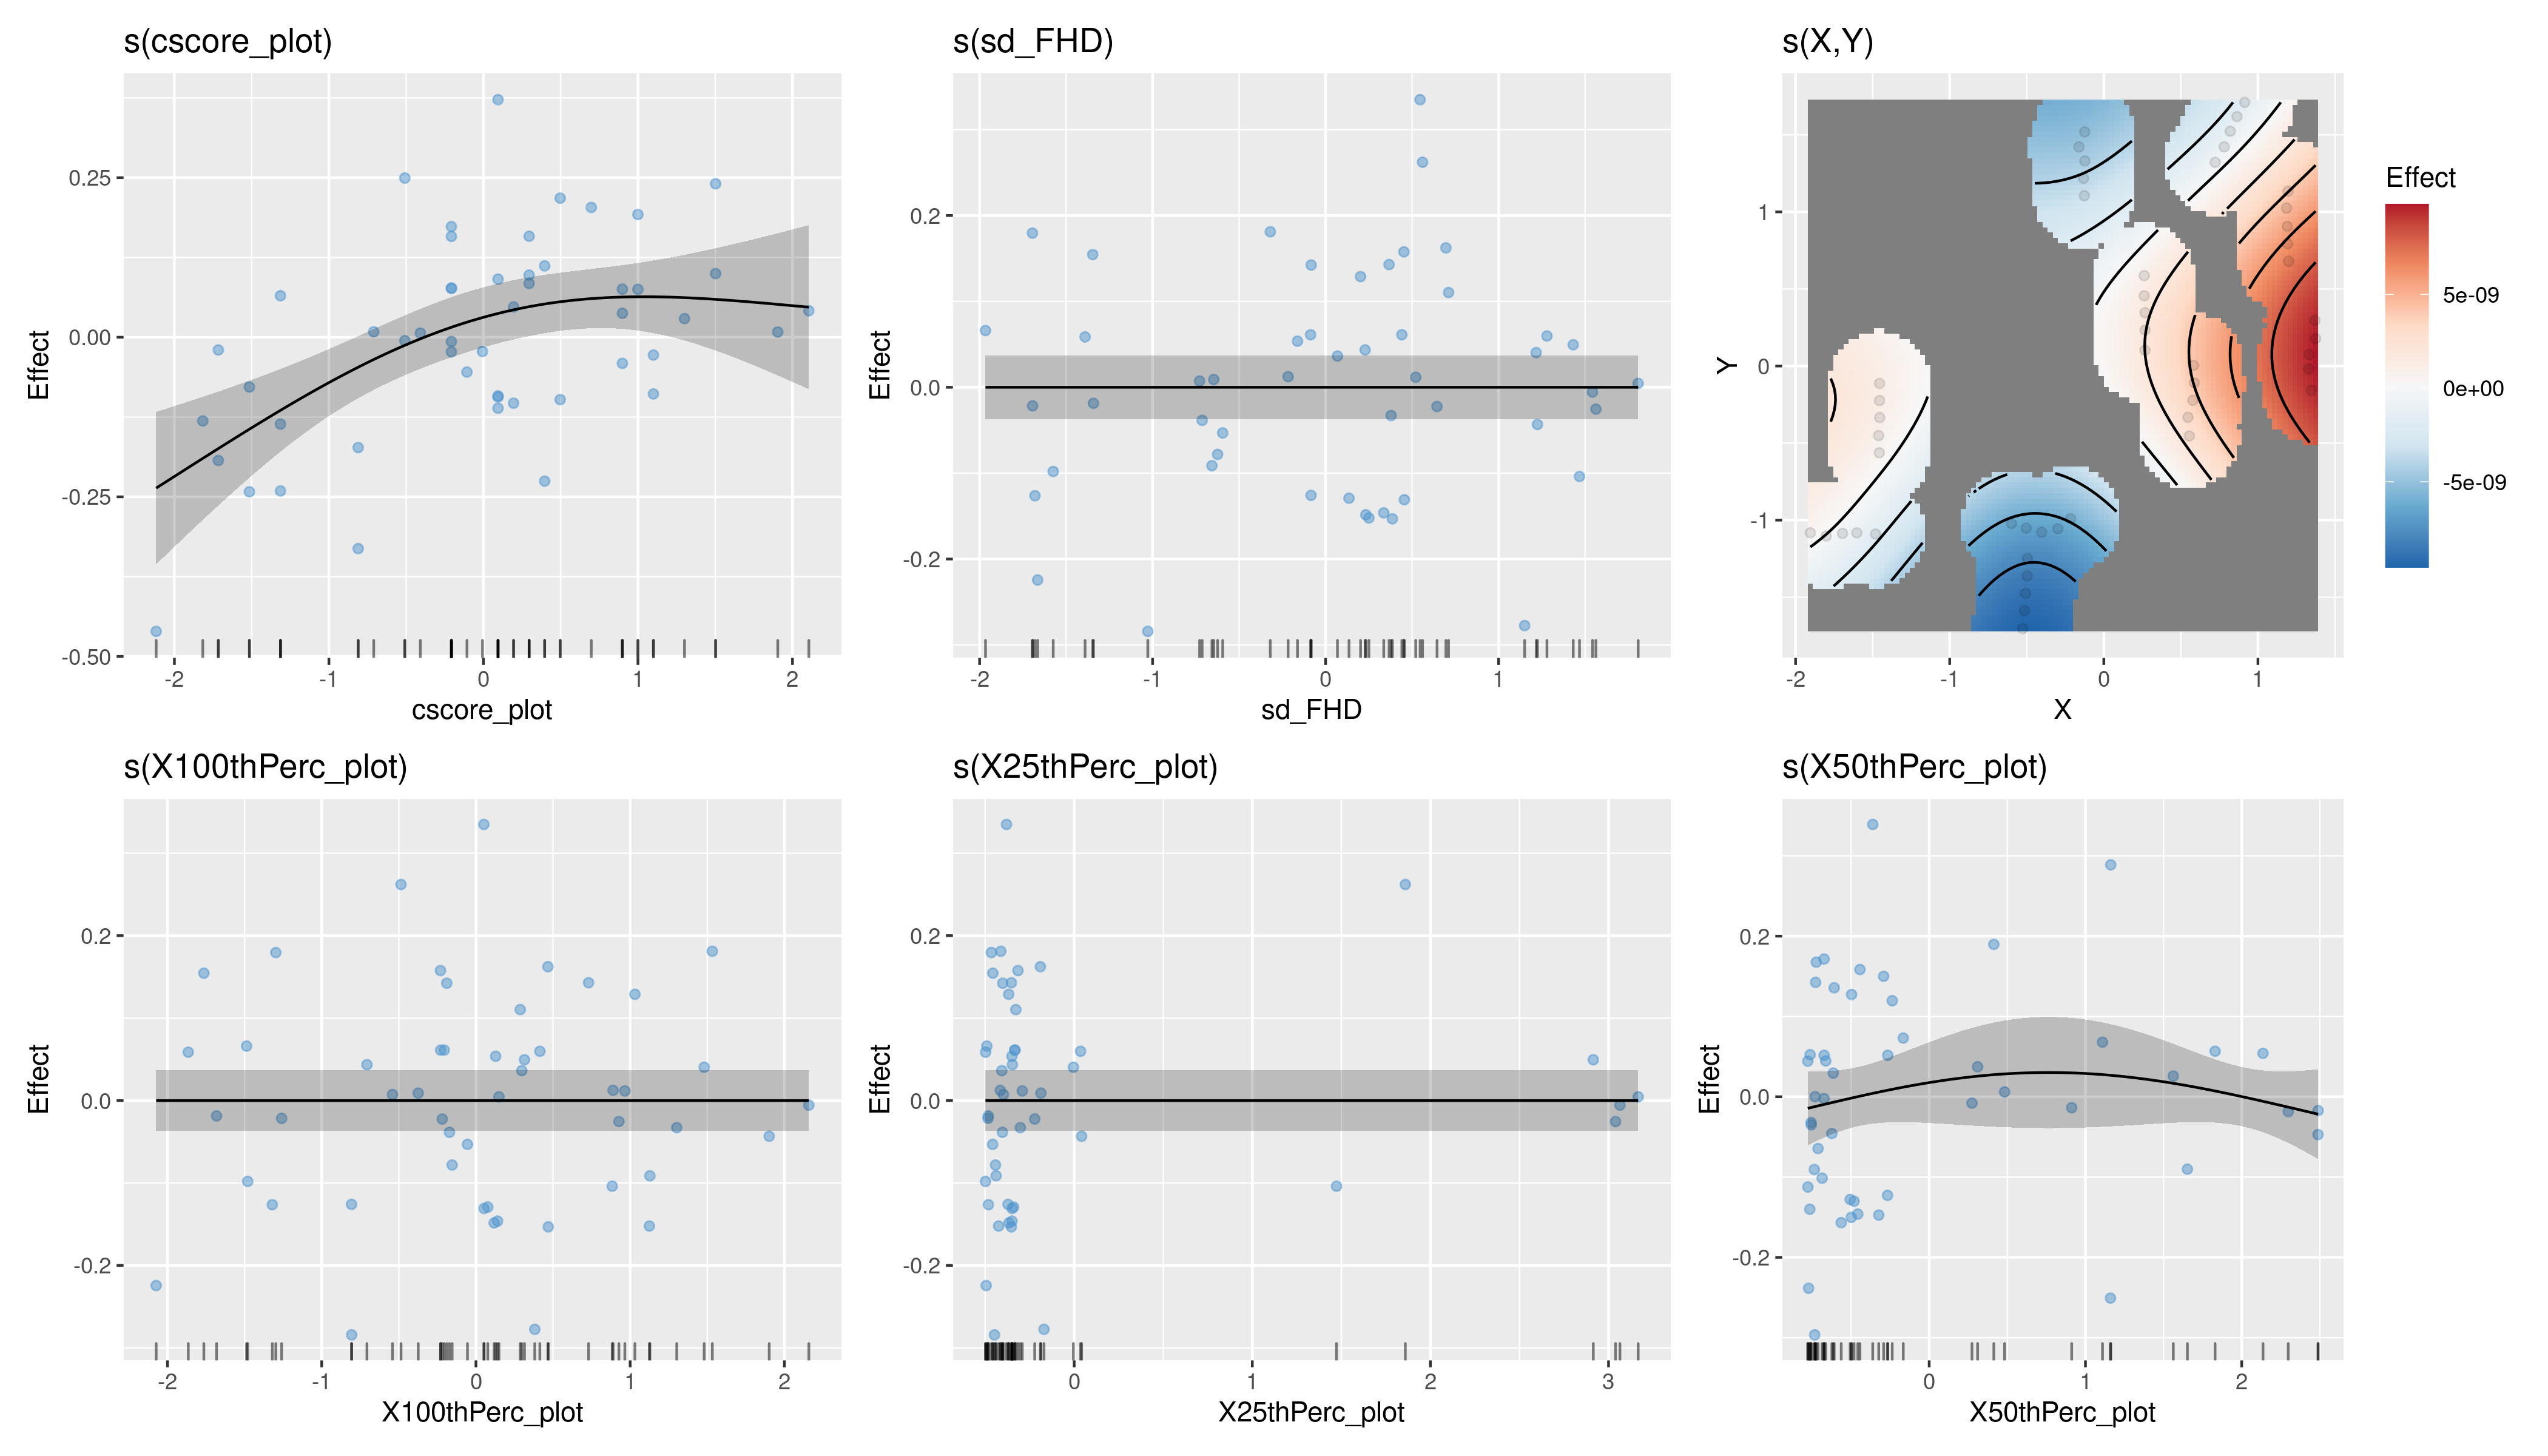 s(cscore_plot)
Effect
0.25
0.00
-0.25
-0.50
-2
-1
0
1
2
cscore_plot
s(sd_FHD)
Effect
0.2
0.0
-0.2
-2
-1
0
1
sd_FHD
s(X,Y)
Y
1
0
-1
-2
-1
0
1
X
Effect
5e-09
0e+00
-5e-09
s(X100thPerc_plot)
Effect
0.2
0.0
-0.2
-2
-1
0
1
2
X100thPerc_plot
s(X25thPerc_plot)
Effect
0.2
0.0
-0.2
0
1
2
3
X25thPerc_plot
s(X50thPerc_plot)
Effect
0.2
0.0
-0.2
0
1
2
X50thPerc_plot